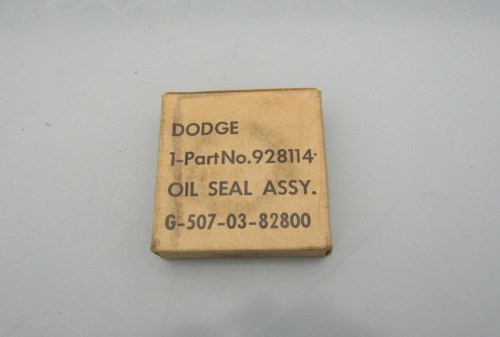 DODGE
1-Part No. 928114
OIL SEAL ASSY.
G-507-03-82800